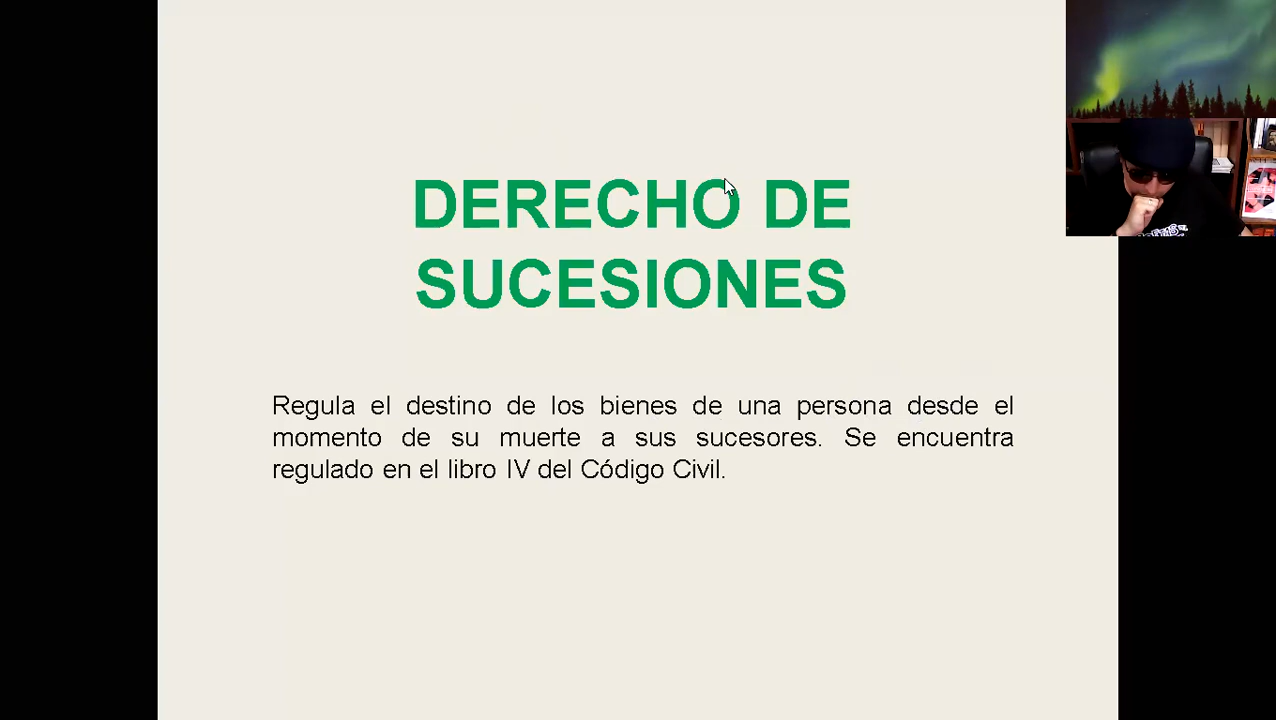 DERECHO DE
SUCESIONES
Regula el destino de los bienes de una persona desde el
momento de su muerte a sus sucesores. Se encuentra
regulado en el libro IV del Código Civil.